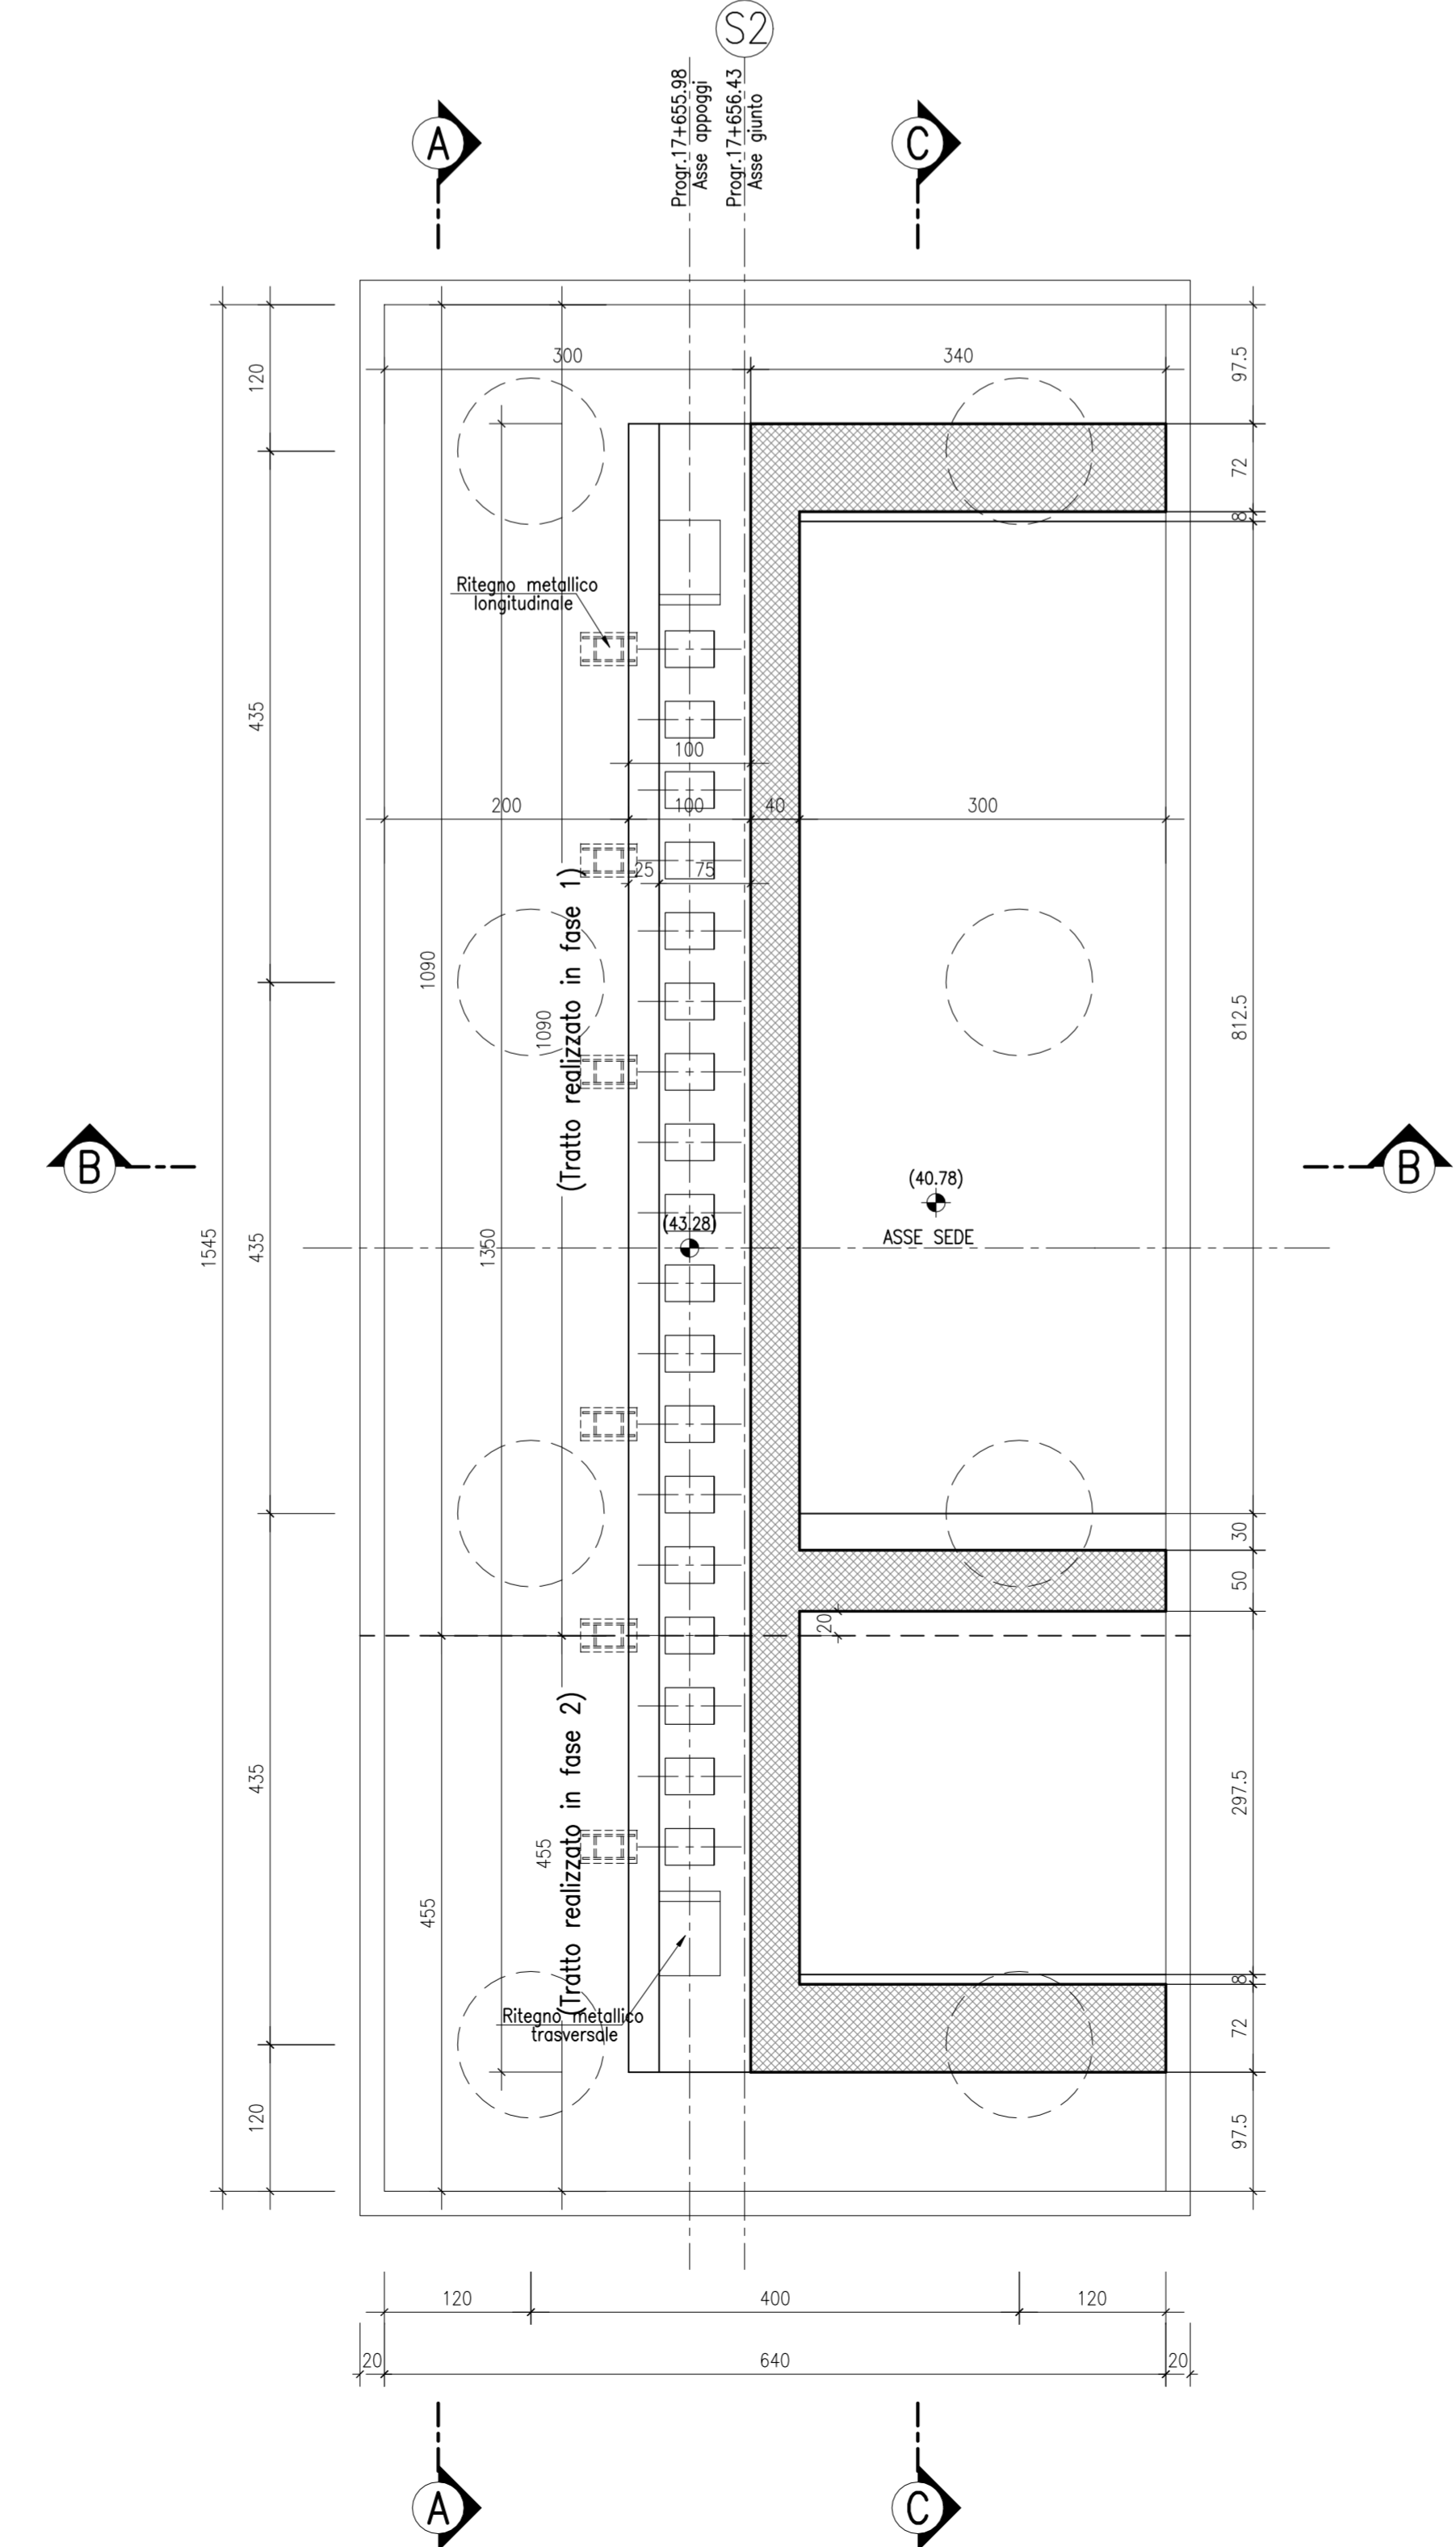 S2
Progr.17+655.98
Asse appoggi
Progr.17+656.43
Asse giunto
A
C
300
340
120
97.5
72
8
Ritegno metallico
longitudinale
435
100
200
100
40
300
25
75
(Tratto realizzato in fase 1)
1090
1090
812.5
B
B
(40.78)
(43.28)
ASSE SEDE
1545
435
1350
30
50
20
(Tratto realizzato in fase 2)
435
297.5
455
455
8
Ritegno metallico
trasversale
72
120
97.5
120
400
120
20
640
20
A
C